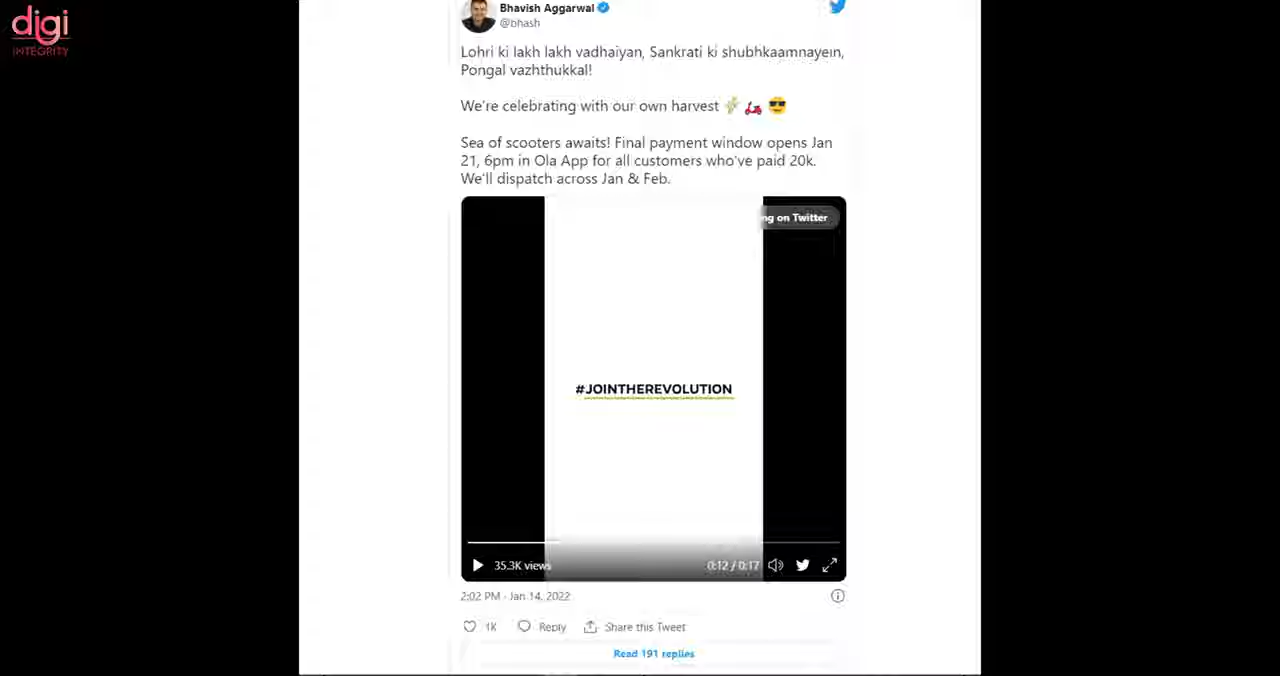 digi
INTEGRITY
Bhavish Aggarwal
@bhash
Lohri ki lakh lakh vadhaiyan, Sankrati ki shubhkaamnayein,
Pongal vazhthukkal!
We're celebrating with our own harvest
Sea of scooters awaits! Final payment window opens Jan
21, 6pm in Ola App for all customers who've paid 20k.
We'll dispatch across Jan & Feb.
ng on Twitter
#JOINTHEREVOLUTION
35.3K views
0:12 / 0:17
2:02 PM · Jan 14, 2022
1K Reply Share this Tweet
Read 191 replies